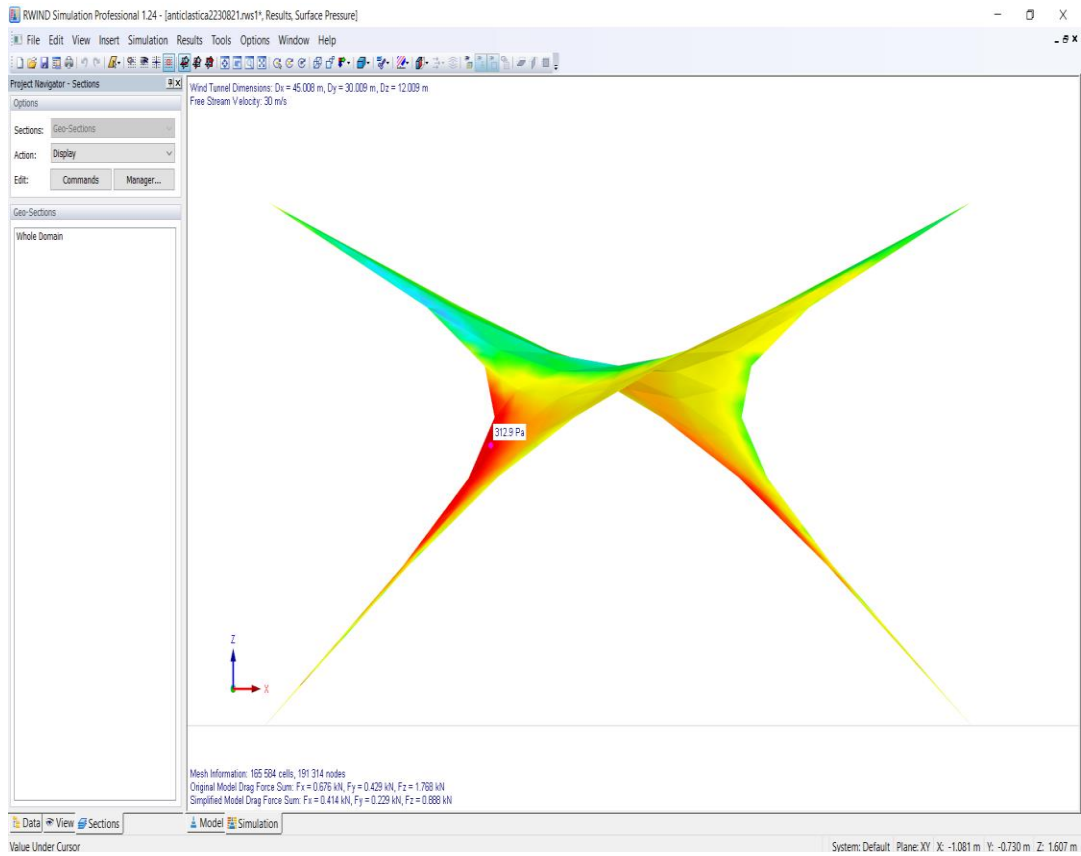 RWIND Simulation Professional 1.24 - [anticlastica2230821.rws1*, Results, Surface Pressure]
File Edit View Insert Simulation Results Tools Options Window Help
Project Navigator - Sections
Options
Sections: Geo-Sections
Action: Display
Edit: Commands Manager...
Geo-Sections
Whole Domain
Wind Tunnel Dimensions: Dx = 45.008 m, Dy = 30.009 m, Dz = 12.009 m
Free Stream Velocity: 30 m/s
312.9 Pa
Z
X
Mesh Information: 165 584 cells, 191 314 nodes
Original Model Drag Force Sum: Fx = 0.676 kN, Fy = 0.429 kN, Fz = 1.768 kN
Simplified Model Drag Force Sum: Fx = 0.414 kN, Fy = 0.229 kN, Fz = 0.888 kN
Data View Sections Model Simulation
Value Under Cursor System: Default Plane: XY X: -1.081 m Y: -0.730 m Z: 1.607 m